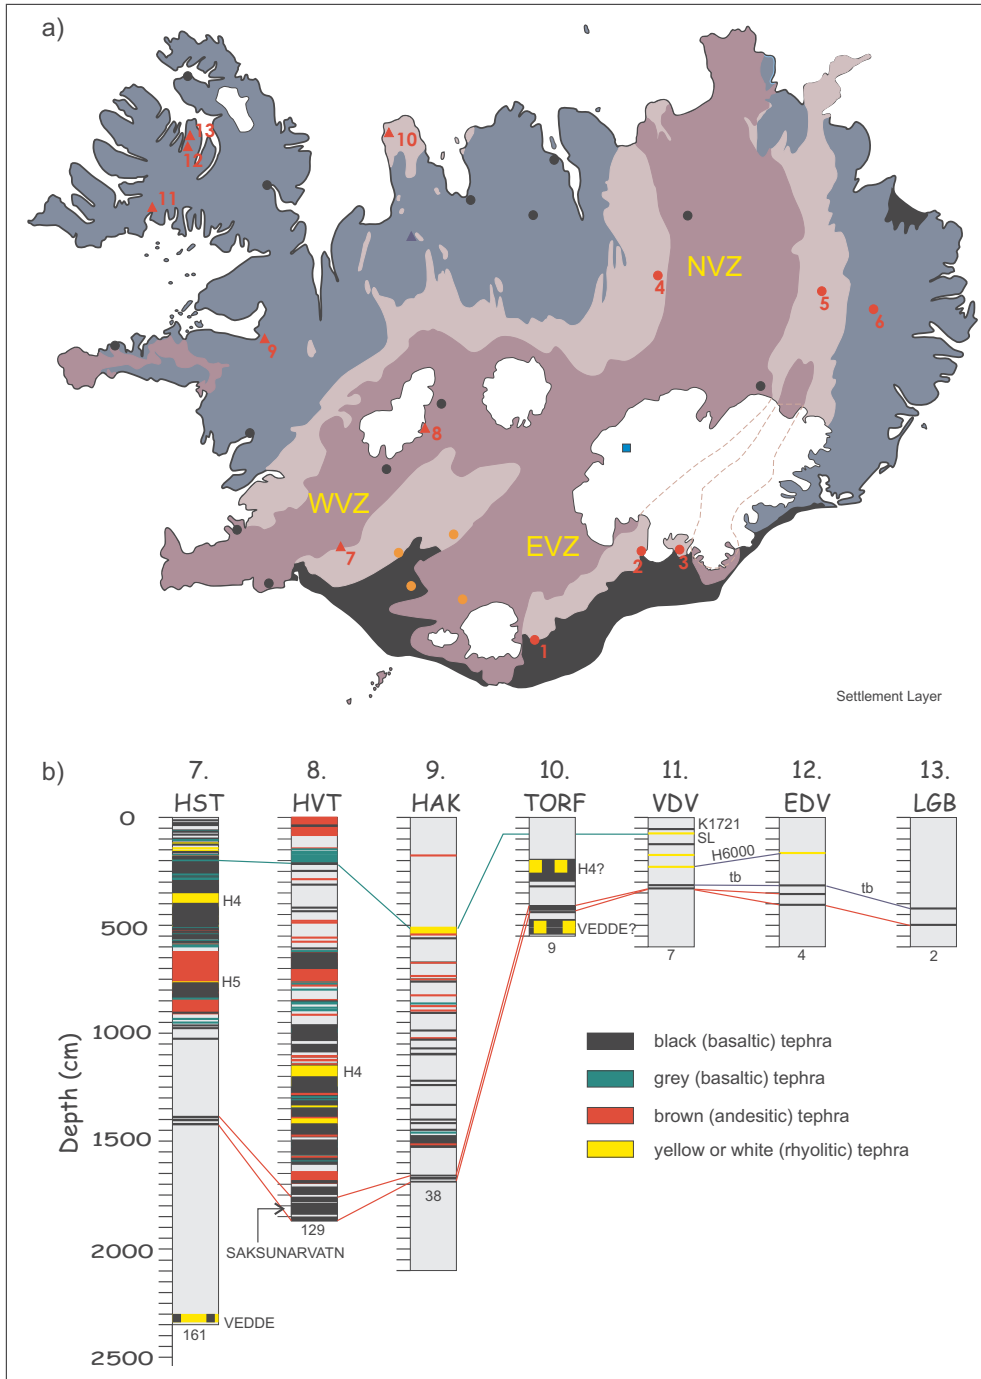 a)
13
12
10
11
NVZ
4
5
6
9
8
WVZ
7
EVZ
2
3
1
Settlement Layer
b)
7. 8. 9. 10. 11. 12. 13.
HST HVT HAK TORF VDV EDV LGB
0
K1721
SL
H6000
H4?
tb
tb
H4
500
VEDDE?
9
7
4
2
H5
1000
H4
1500
38
129
SAKSUNARVATN
2000
VEDDE
161
2500
Depth (cm)
black (basaltic) tephra
grey (basaltic) tephra
brown (andesitic) tephra
yellow or white (rhyolitic) tephra